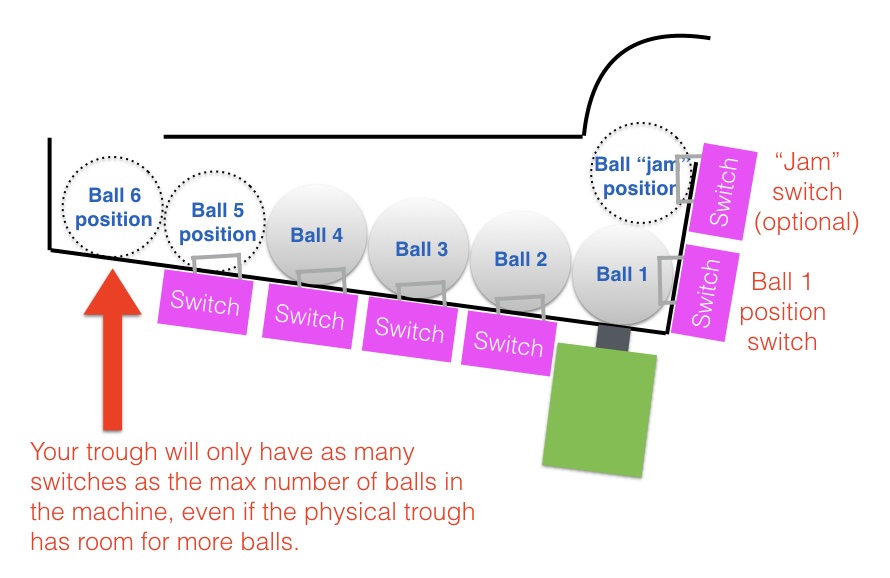 Ball "jam"
position
Switch
"Jam"
switch
(optional)
Ball 6
position
Ball 5
position
Ball 4
Ball 3
Ball 2
Ball 1
Switch
Ball 1
position
switch
Switch
Switch
Switch
Switch
Your trough will only have as many
switches as the max number of balls in
the machine, even if the physical trough
has room for more balls.